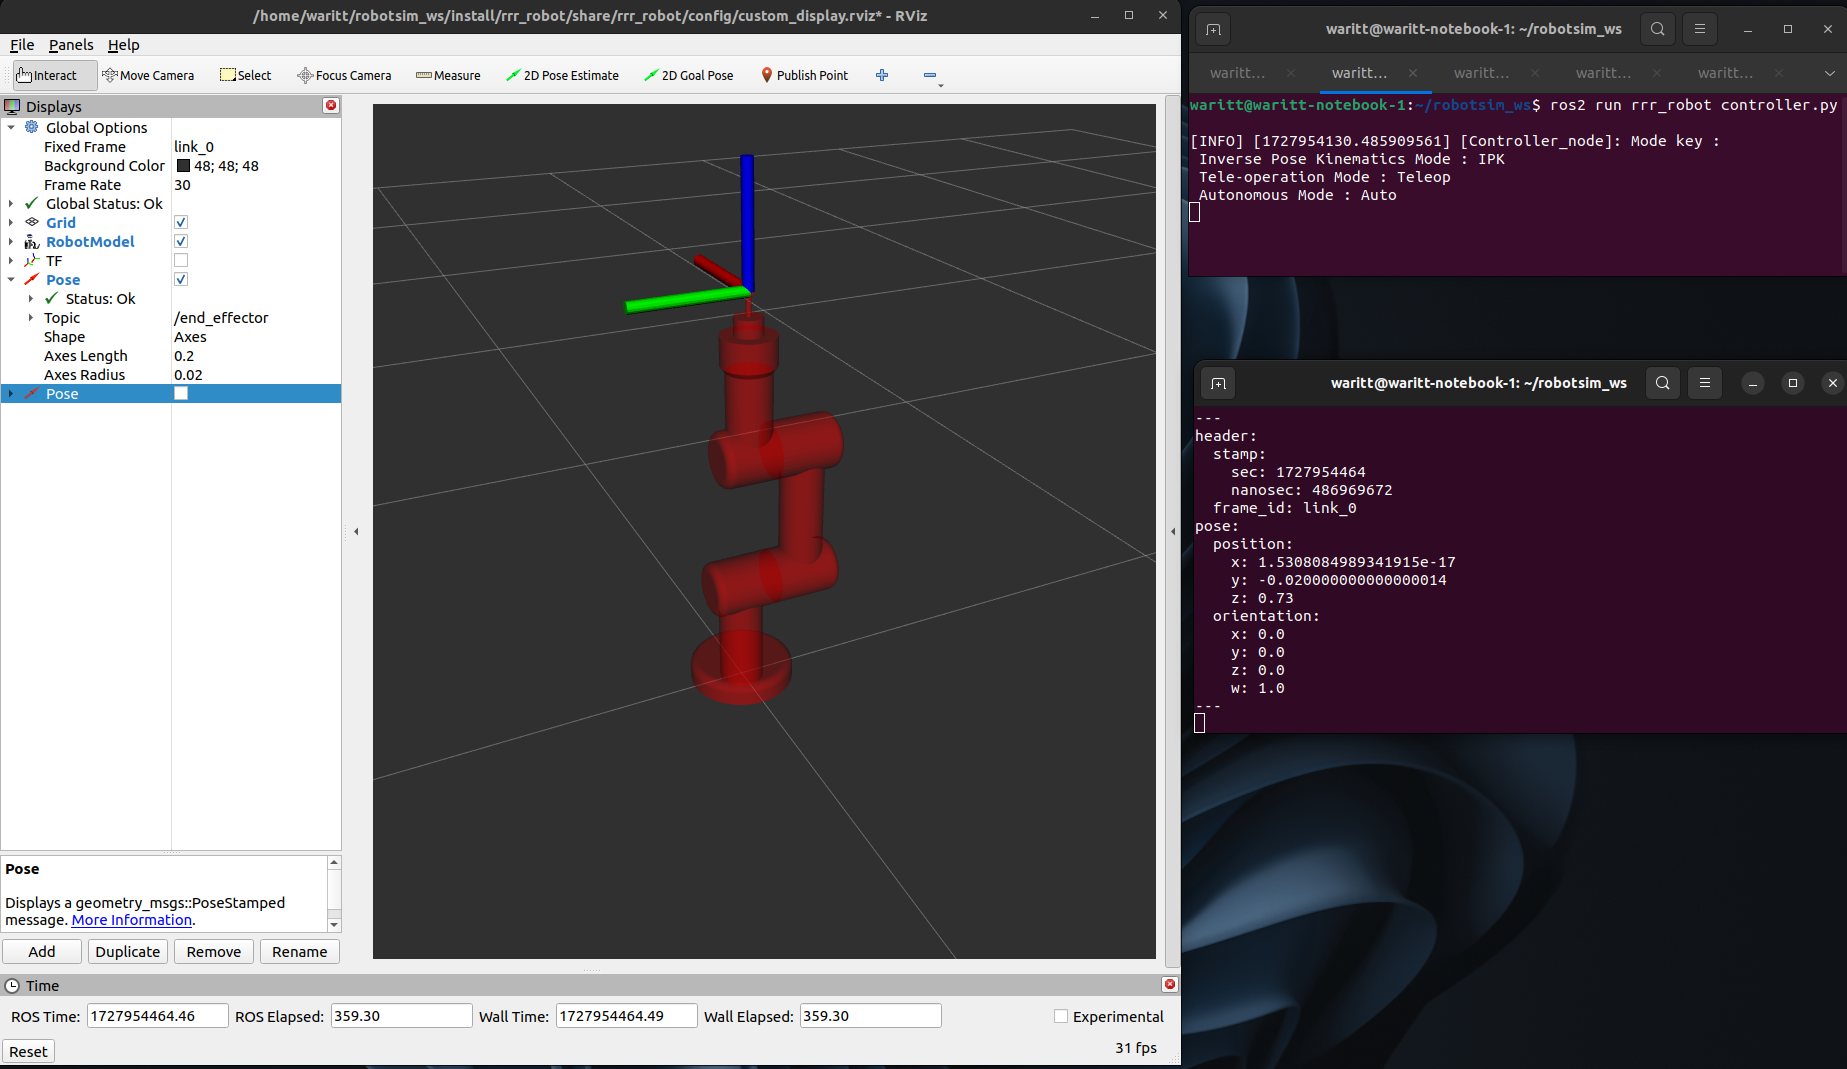 /home/waritt/robotsim_ws/install/rrr_robot/share/rrr_robot/config/custom_display.rviz* - RViz
File Panels Help
Interact Move Camera Select Focus Camera Measure 2D Pose Estimate 2D Goal Pose Publish Point
Displays
Global Options
Fixed Frame link_0
Background Color 48; 48; 48
Frame Rate 30
Global Status: Ok
Grid
RobotModel
TF
Pose
Status: Ok
Topic /end_effector
Shape Axes
Axes Length 0.2
Axes Radius 0.02
Pose
Pose
Displays a geometry_msgs::PoseStamped
message. More Information.
Add Duplicate Remove Rename
Time
ROS Time: 1727954464.46 ROS Elapsed: 359.30 Wall Time: 1727954464.49 Wall Elapsed: 359.30 Experimental
Reset 31 fps
waritt@waritt-notebook-1: ~/robotsim_ws
waritt... waritt... waritt... waritt... waritt...
waritt@waritt-notebook-1:~/robotsim_ws$ ros2 run rrr_robot controller.py
[INFO] [1727954130.485909561] [Controller_node]: Mode key :
Inverse Pose Kinematics Mode : IPK
Tele-operation Mode : Teleop
Autonomous Mode : Auto
waritt@waritt-notebook-1: ~/robotsim_ws
---
header:
stamp:
sec: 1727954464
nanosec: 486969672
frame_id: link_0
pose:
position:
x: 1.5308084989341915e-17
y: -0.020000000000000014
z: 0.73
orientation:
x: 0.0
y: 0.0
z: 0.0
w: 1.0
---